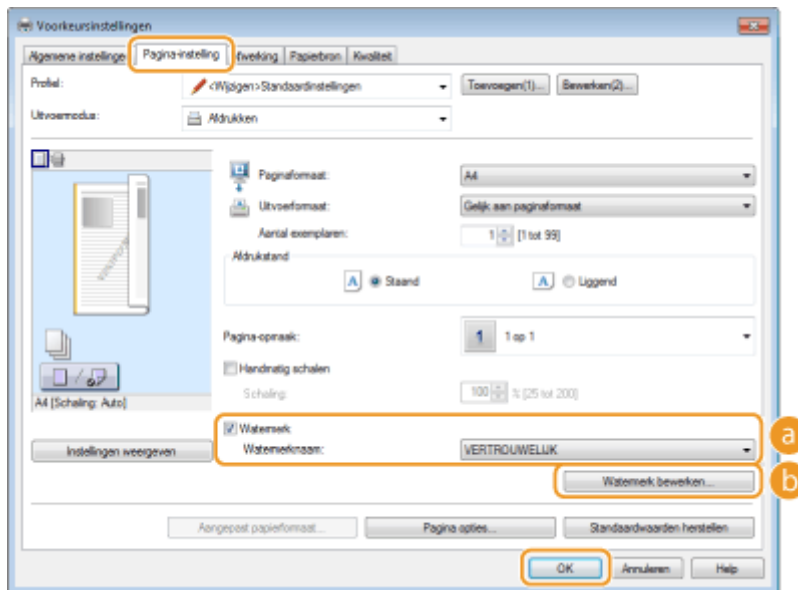 Voorkeursinstellingen
Algemene instellinge Pagina-instelling fwerking Papierbron Kwaliteit
Profiel: <Wijzigen>Standaardinstellingen Toevoegen(1)... Bewerken(2)...
Uitvoermodus: Afdrukken
Paginaformaat: A4
Uitvoerformaat: Gelijk aan paginaformaat
Aantal exemplaren: 1 [1 tot 99]
Afdrukstand
A Staand A Liggend
Pagina-opmaak: 1 1 op 1
Handmatig schalen
Schaling: 100 % [25 tot 200]
A4 [Schaling: Auto]
Watermerk a
Instellingen weergeven Watermerknaam: VERTROUWELIJK
Watermerk bewerken... b
Aangepast papierformaat... Pagina opties... Standaardwaarden herstellen
OK Annuleren Help